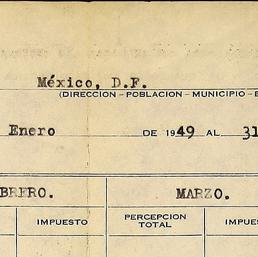 México, D.F.
(DIRECCION – POBLACION – MUNICIPIO –
Enero DE 1949 AL 31
BRERO. MARZO.
IMPUESTO PERCEPCION TOTAL IMPUES